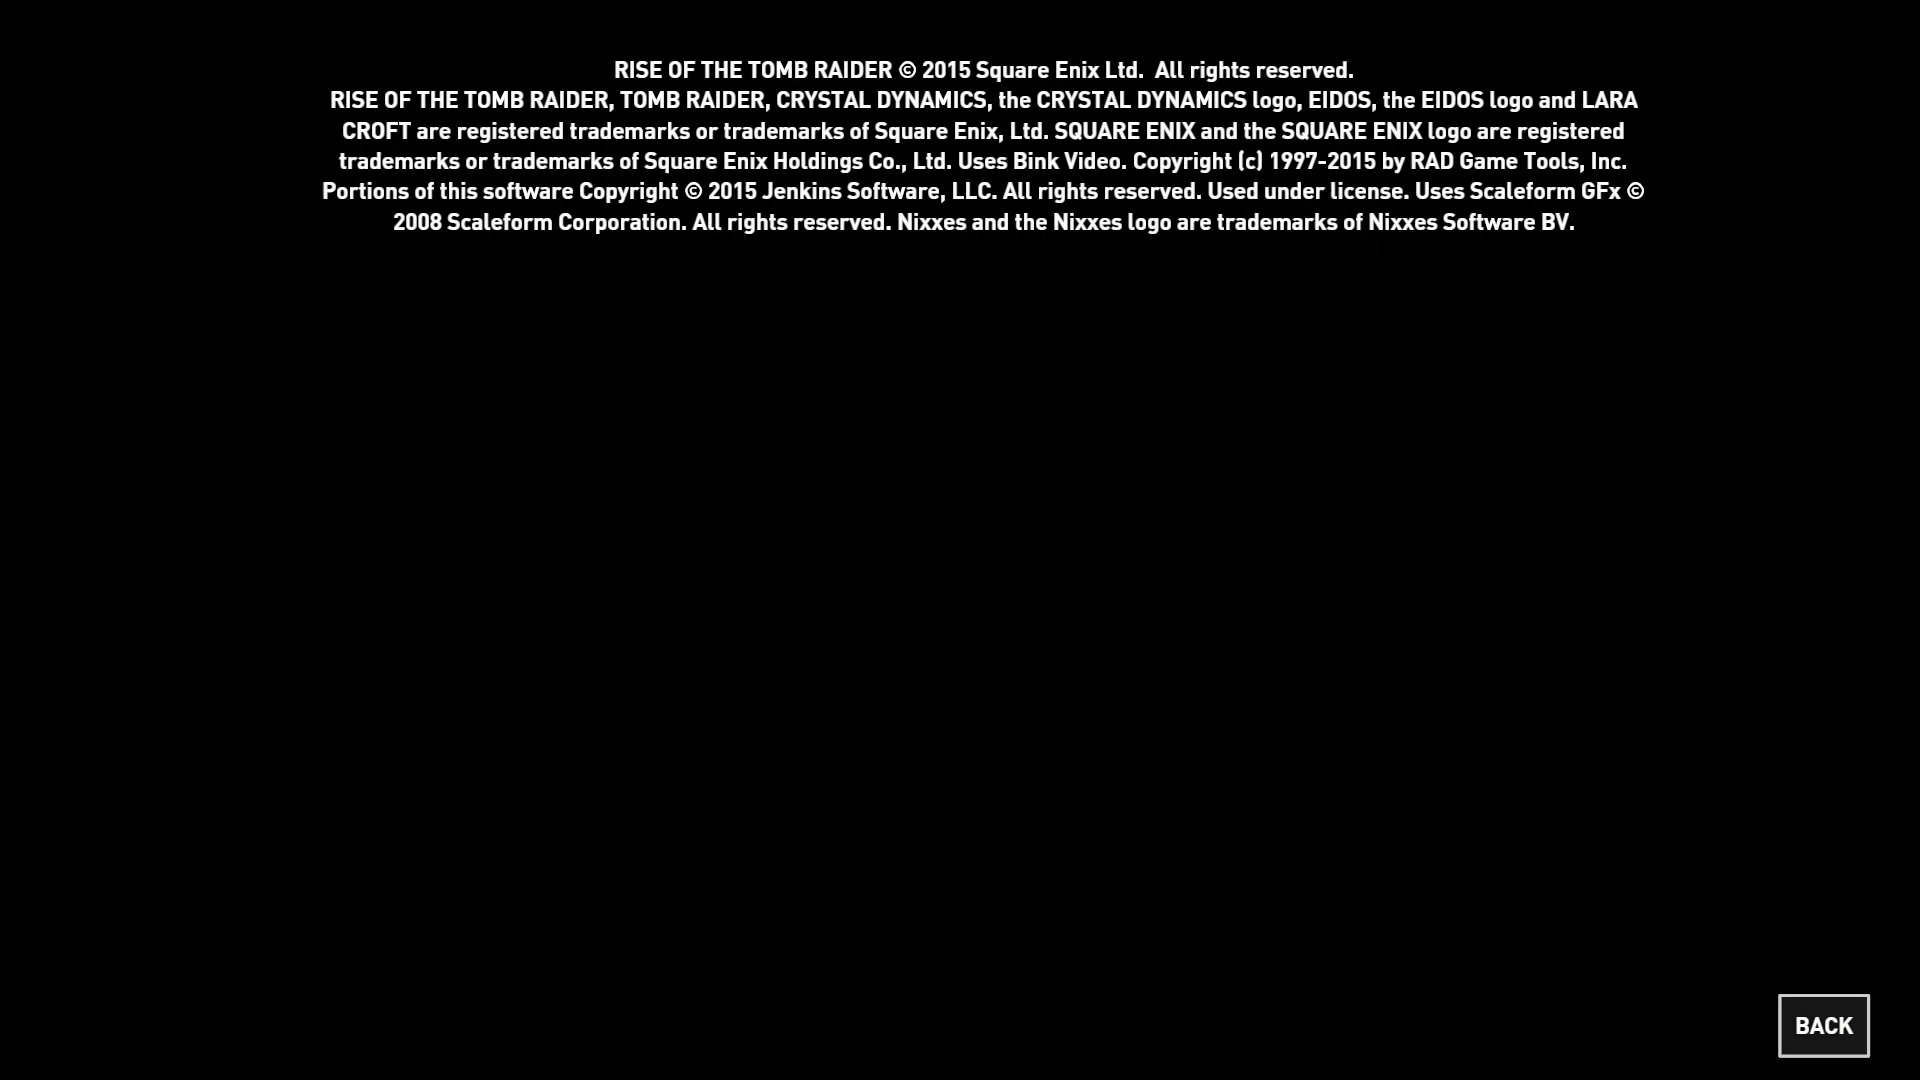 RISE OF THE TOMB RAIDER © 2015 Square Enix Ltd.  All rights reserved.
RISE OF THE TOMB RAIDER, TOMB RAIDER, CRYSTAL DYNAMICS, the CRYSTAL DYNAMICS logo, EIDOS, the EIDOS logo and LARA
CROFT are registered trademarks or trademarks of Square Enix, Ltd. SQUARE ENIX and the SQUARE ENIX logo are registered
trademarks or trademarks of Square Enix Holdings Co., Ltd. Uses Bink Video. Copyright (c) 1997-2015 by RAD Game Tools, Inc.
Portions of this software Copyright © 2015 Jenkins Software, LLC. All rights reserved. Used under license. Uses Scaleform GFx ©
2008 Scaleform Corporation. All rights reserved. Nixxes and the Nixxes logo are trademarks of Nixxes Software BV.
BACK